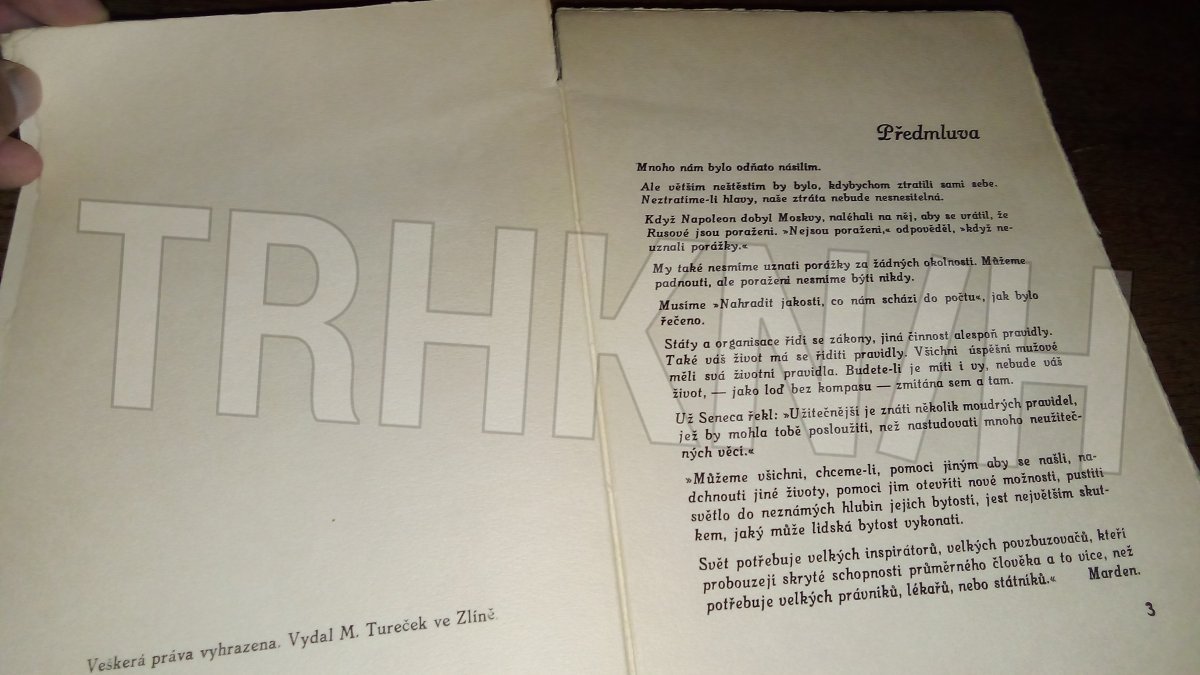 Předmluva
Mnoho nám bylo odňato násilím.
Ale větším neštěstím by bylo, kdybychom ztratili sami sebe.
Neztratíme-li hlavy, naše ztráta nebude nesnesitelná.
Když Napoleon dobyl Moskvy, naléhali na něj, aby se vrátil, že
Rusové jsou poraženi. »Nejsou poraženi,« odpověděl, »když ne-
uznali porážky.«
My také nesmíme uznati porážky za žádných okolností. Můžeme
padnouti, ale poraženi nesmíme býti nikdy.
Musíme »Nahradit jakostí, co nám schází do počtu«, jak bylo
řečeno.
Státy a organisace řídí se zákony, jiná činnost alespoň pravidly.
Také váš život má se říditi pravidly. Všichni úspěšní mužové
měli svá životní pravidla. Budete-li je míti i vy, nebude váš
život, — jako loď bez kompasu — zmítána sem a tam.
Už Seneca řekl: »Užitečnější je znáti několik moudrých pravidel,
jež by mohla tobě posloužiti, než nastudovati mnoho neužiteč-
ných věcí.«
»Můžeme všichni, chceme-li, pomoci jiným aby se našli, na-
dchnouti jiné životy, pomoci jim otevříti nové možnosti, pustiti
světlo do neznámých hlubin jejich bytosti, jest největším skut-
kem, jaký může lidská bytost vykonati.
Svět potřebuje velkých inspirátorů, velkých povzbuzovačů, kteří
probouzejí skryté schopnosti průměrného člověka a to více, než
potřebuje velkých právníků, lékařů, nebo státníků.« Marden.
3
Veškerá práva vyhrazena. Vydal M. Tureček ve Zlíně.
TRHKNIH